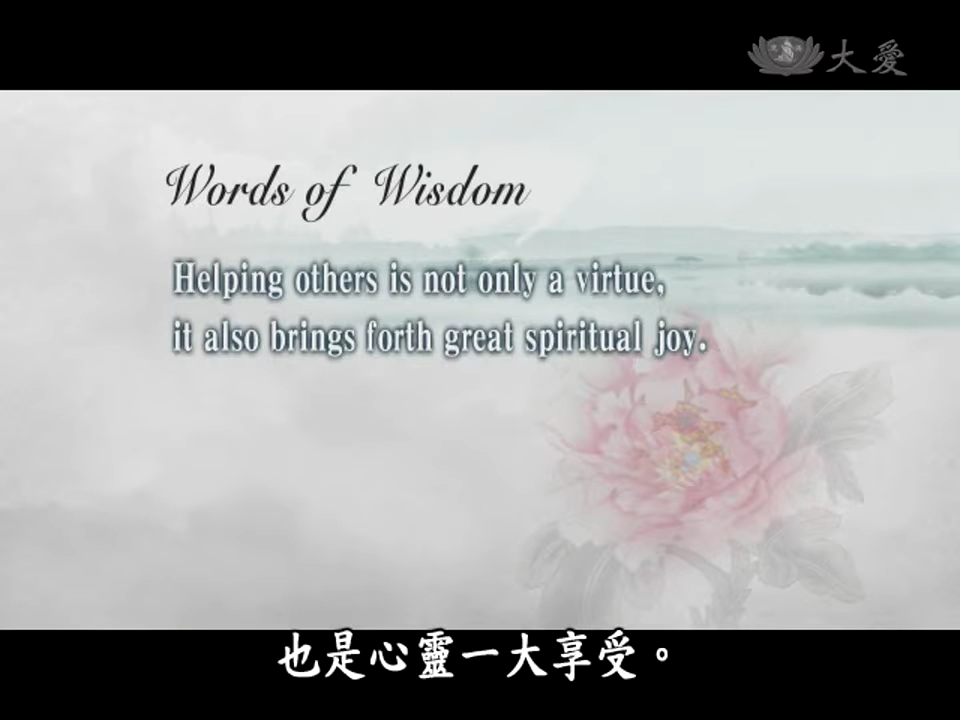 大愛
Words of Wisdom
Helping others is not only a virtue,
it also brings forth great spiritual joy.
也是心靈一大享受。